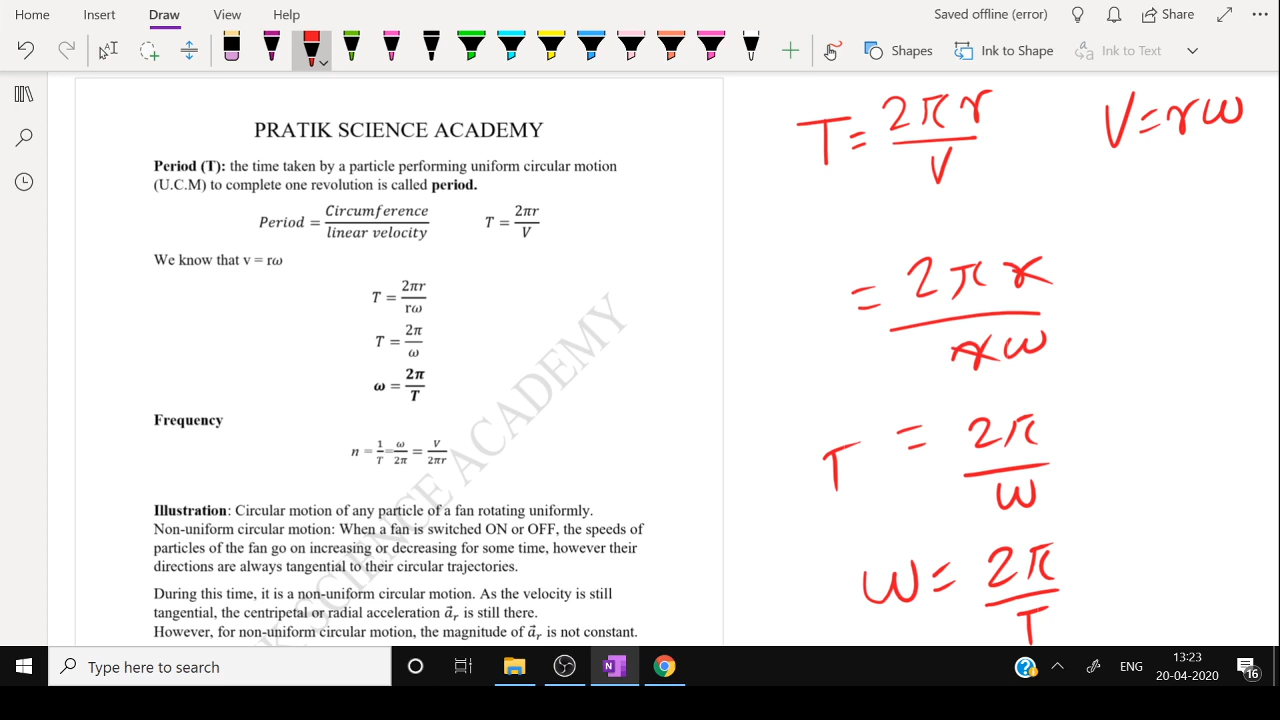 Home Insert Draw View Help Saved offline (error) Share
Shapes Ink to Shape Ink to Text
PRATIK SCIENCE ACADEMY
Period (T): the time taken by a particle performing uniform circular motion
(U.C.M) to complete one revolution is called period.
Period = Circumference / linear velocity T = 2πr / V
We know that v = rω
T = 2πr / rω
T = 2π / ω
ω = 2π / T
Frequency
n = 1/T = ω/2π = V/2πr
Illustration: Circular motion of any particle of a fan rotating uniformly.
Non-uniform circular motion: When a fan is switched ON or OFF, the speeds of
particles of the fan go on increasing or decreasing for some time, however their
directions are always tangential to their circular trajectories.
During this time, it is a non-uniform circular motion. As the velocity is still
tangential, the centripetal or radial acceleration a⃗ᵣ is still there.
However, for non-uniform circular motion, the magnitude of a⃗ᵣ is not constant.
K SCIENCE ACADEMY
T = 2πr / V V = rω
= 2πr / rω
T = 2π / ω
ω = 2π / T
Type here to search
N
ENG
13:23
20-04-2020
16